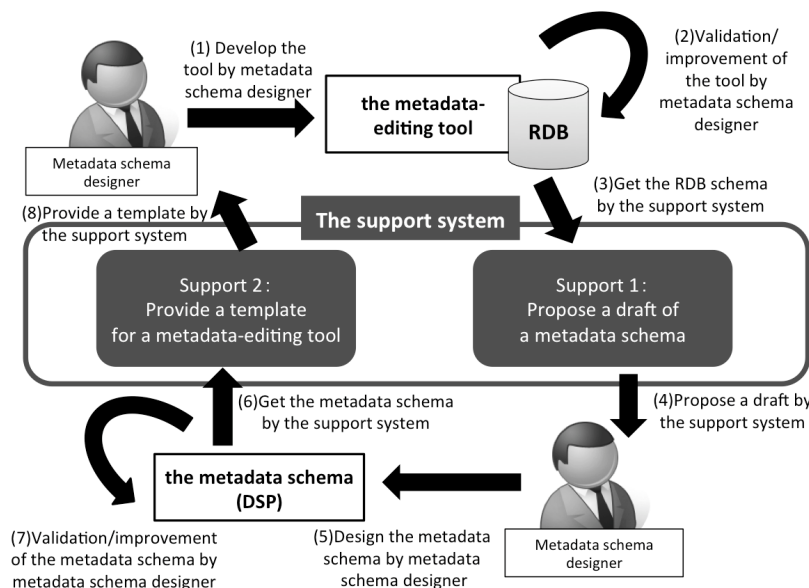 (1) Develop the
tool by metadata
schema designer
(2)Validation/
improvement of
the tool by
metadata schema
designer
the metadata-
editing tool
RDB
Metadata schema
designer
(3)Get the RDB schema
by the support system
(8)Provide a template by
the support system
The support system
Support 2:
Provide a template
for a metadata-editing tool
Support 1:
Propose a draft of
a metadata schema
(6)Get the metadata schema
by the support system
(4)Propose a draft by
the support system
the metadata schema
(DSP)
(7)Validation/improvement
of the metadata schema by
metadata schema designer
(5)Design the metadata
schema by metadata
schema designer
Metadata schema
designer